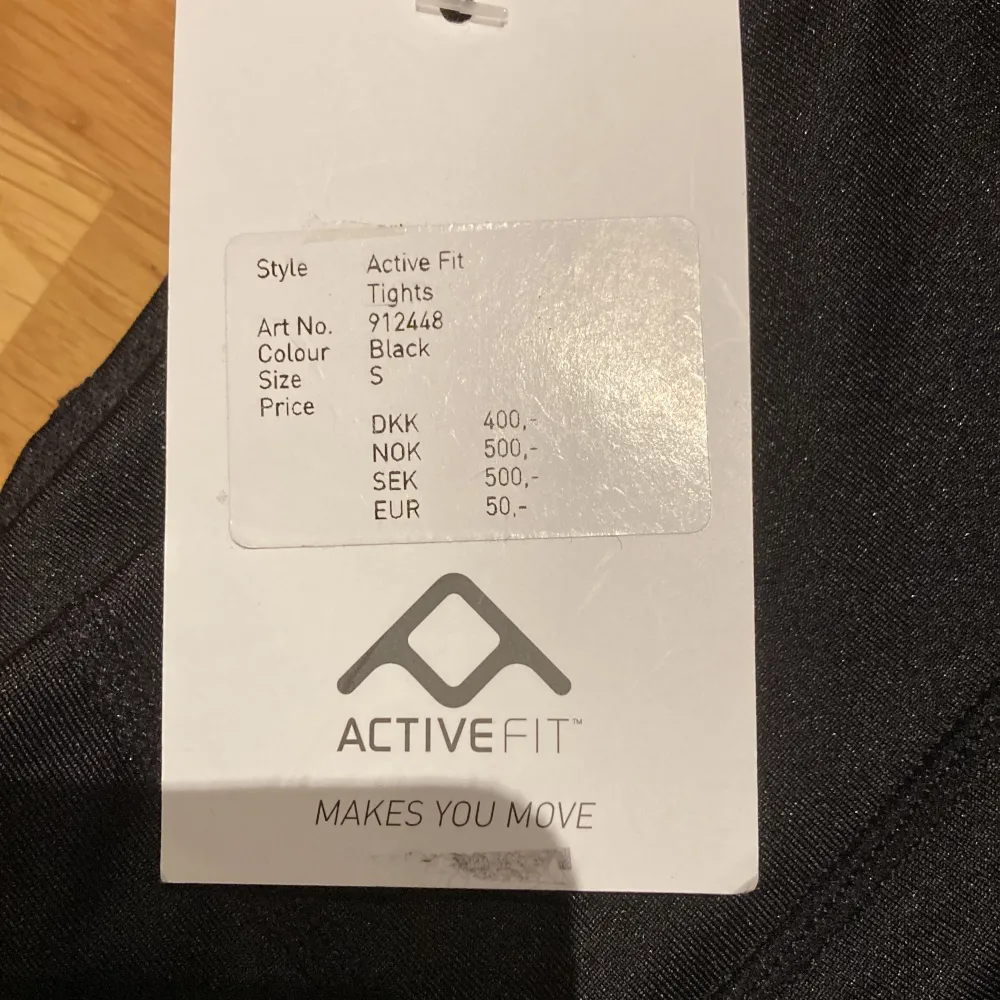 Style Active Fit
Tights
Art No. 912448
Colour Black
Size S
Price
DKK 400,-
NOK 500,-
SEK 500,-
EUR 50,-
ACTIVEFIT™
MAKES YOU MOVE